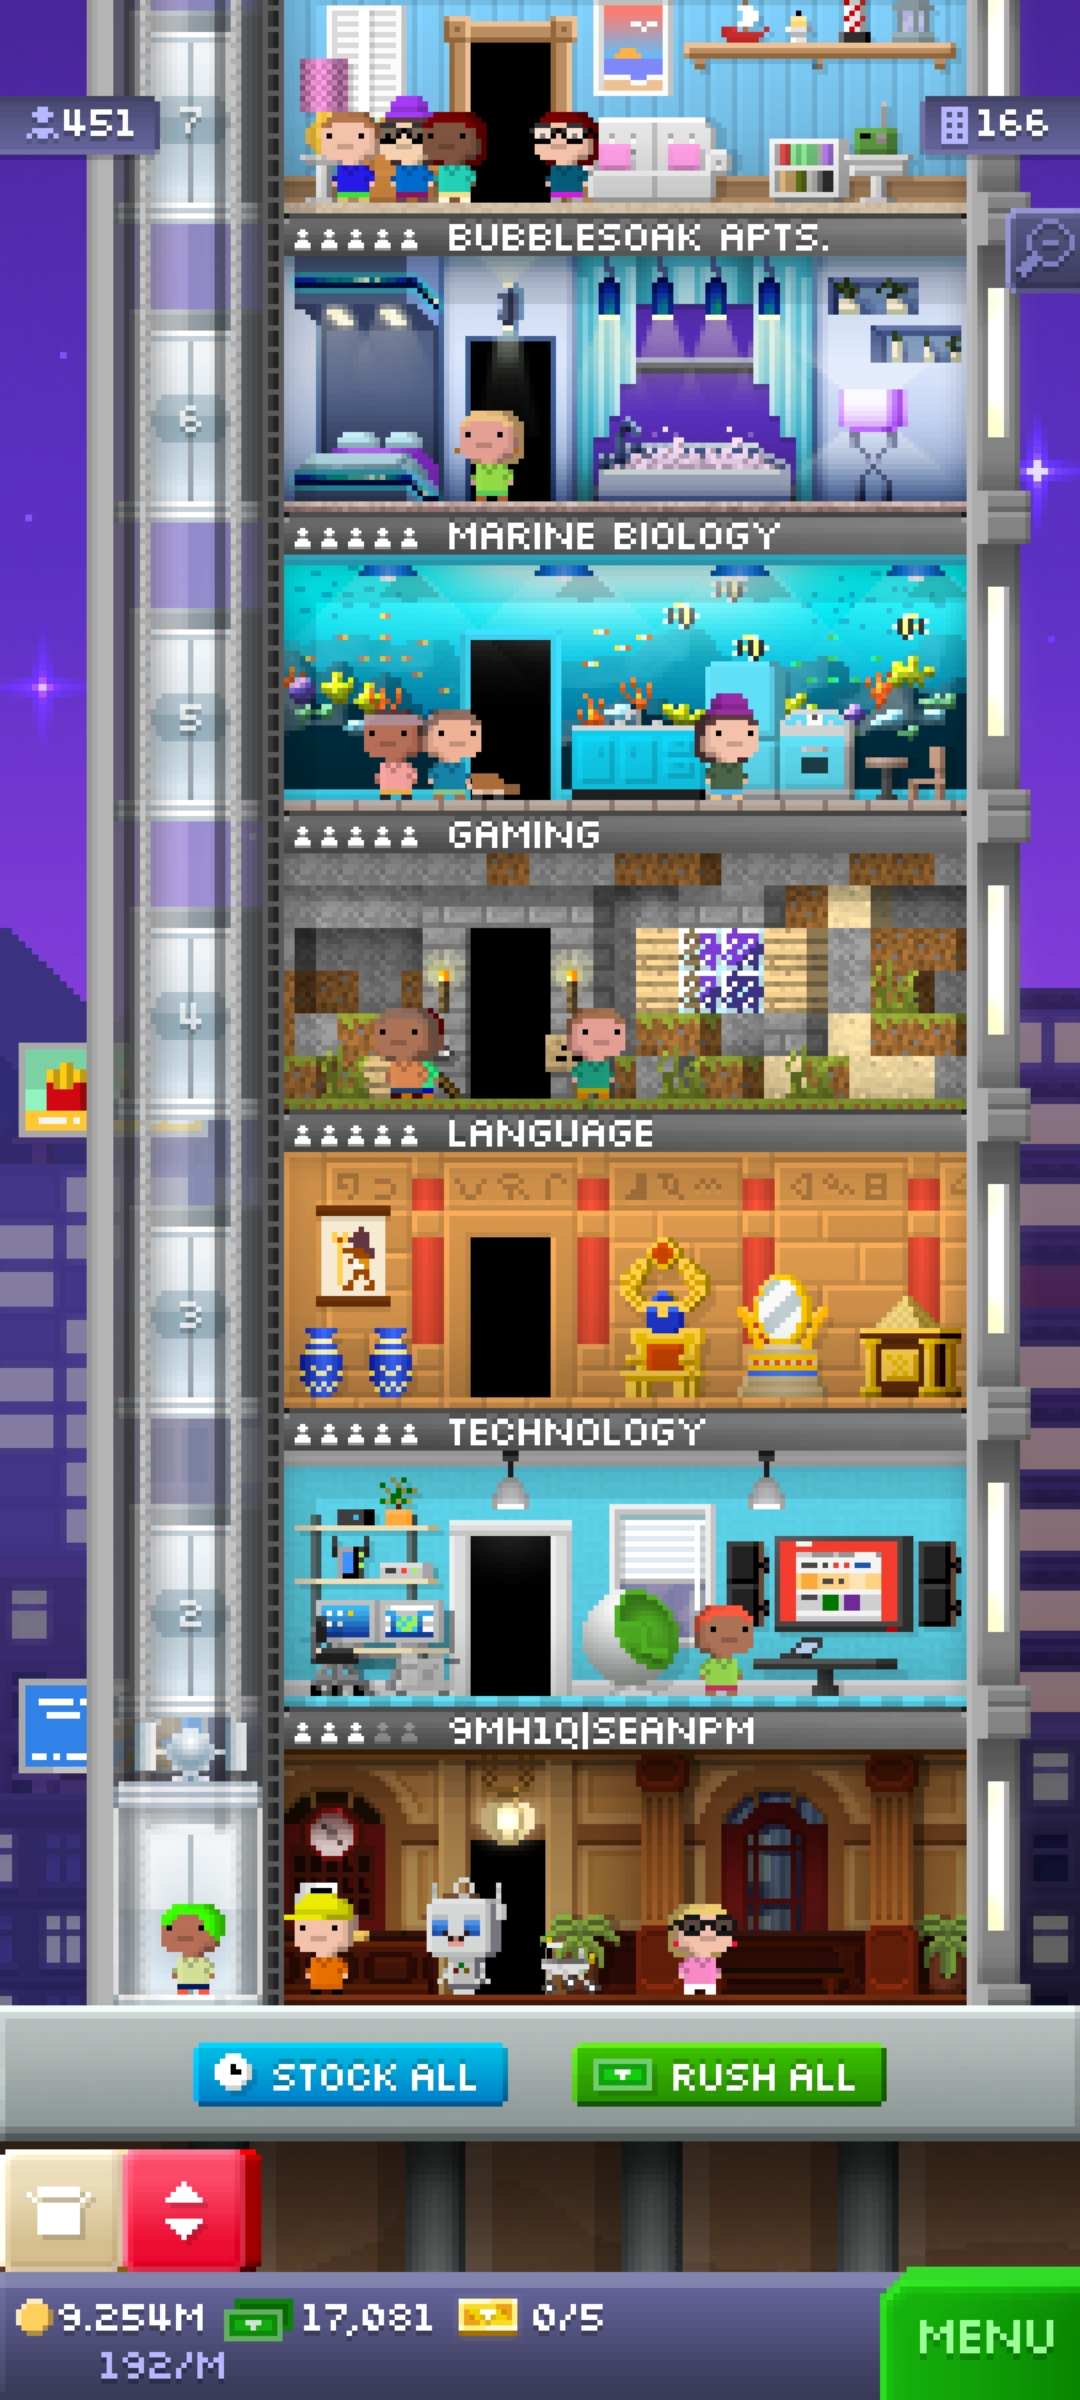 7
451
166
BUBBLESOAK APTS.
6
MARINE BIOLOGY
5
GAMING
4
LANGUAGE
3
TECHNOLOGY
2
9MH1Q|SEANPM
STOCK ALL
RUSH ALL
9.254M 17,081 0/5
192/M
MENU